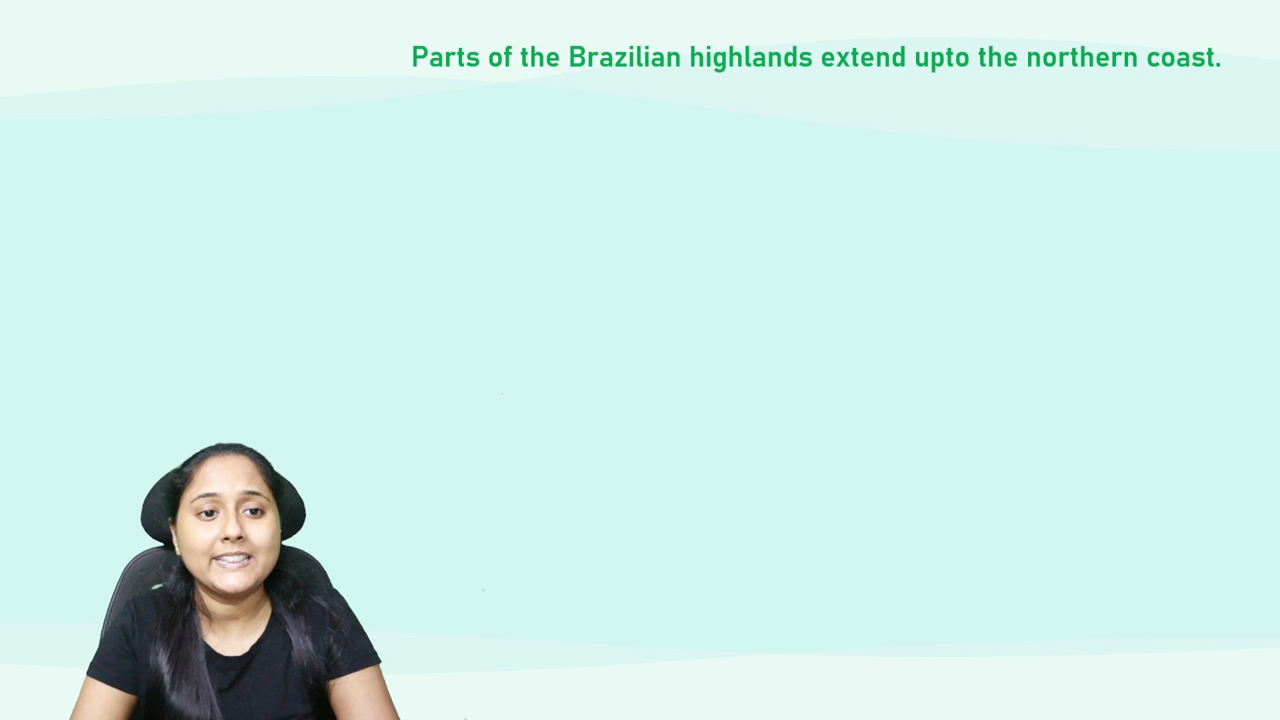 Parts of the Brazilian highlands extend upto the northern coast.